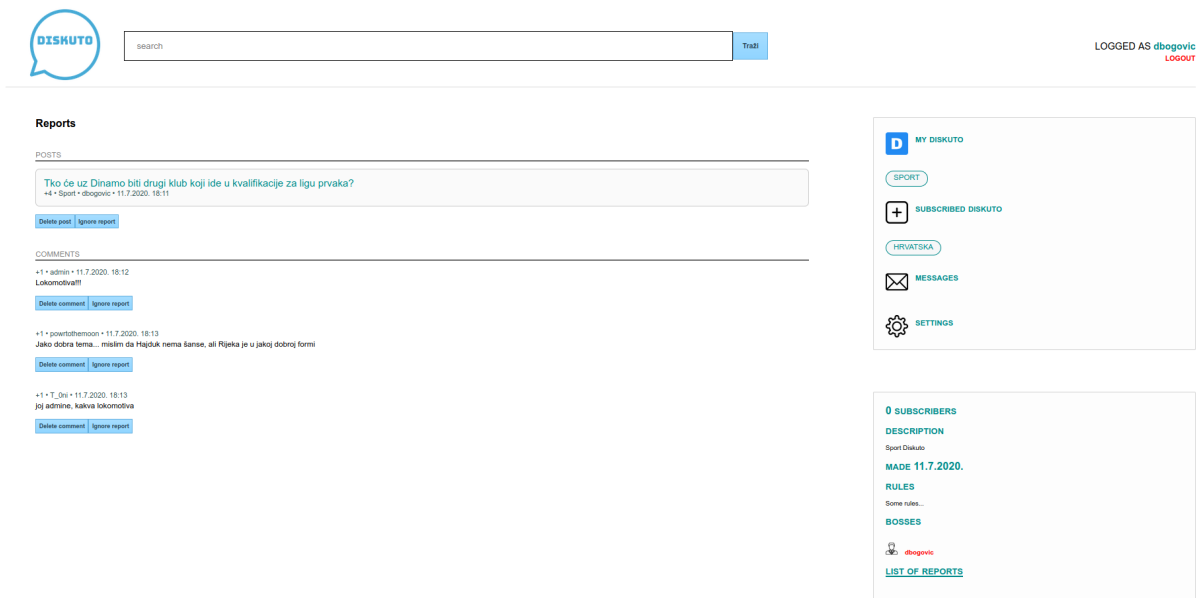 DISKUTO
search
Traži
LOGGED AS dbogovic
LOGOUT
Reports
POSTS
Tko će uz Dinamo biti drugi klub koji ide u kvalifikacije za ligu prvaka?
+4 • Sport • dbogovic • 11.7.2020. 18:11
Delete post Ignore report
COMMENTS
+1 • admin • 11.7.2020. 18:12
Lokomotiva!!!
Delete comment Ignore report
+1 • powrtothemoon • 11.7.2020. 18:13
Jako dobra tema... mislim da Hajduk nema šanse, ali Rijeka je u jakoj dobroj formi
Delete comment Ignore report
+1 • T_0ni • 11.7.2020. 18:13
joj admine, kakva lokomotiva
Delete comment Ignore report
D MY DISKUTO
SPORT
SUBSCRIBED DISKUTO
HRVATSKA
MESSAGES
SETTINGS
0 SUBSCRIBERS
DESCRIPTION
Sport Diskuto
MADE 11.7.2020.
RULES
Some rules...
BOSSES
dbogovic
LIST OF REPORTS